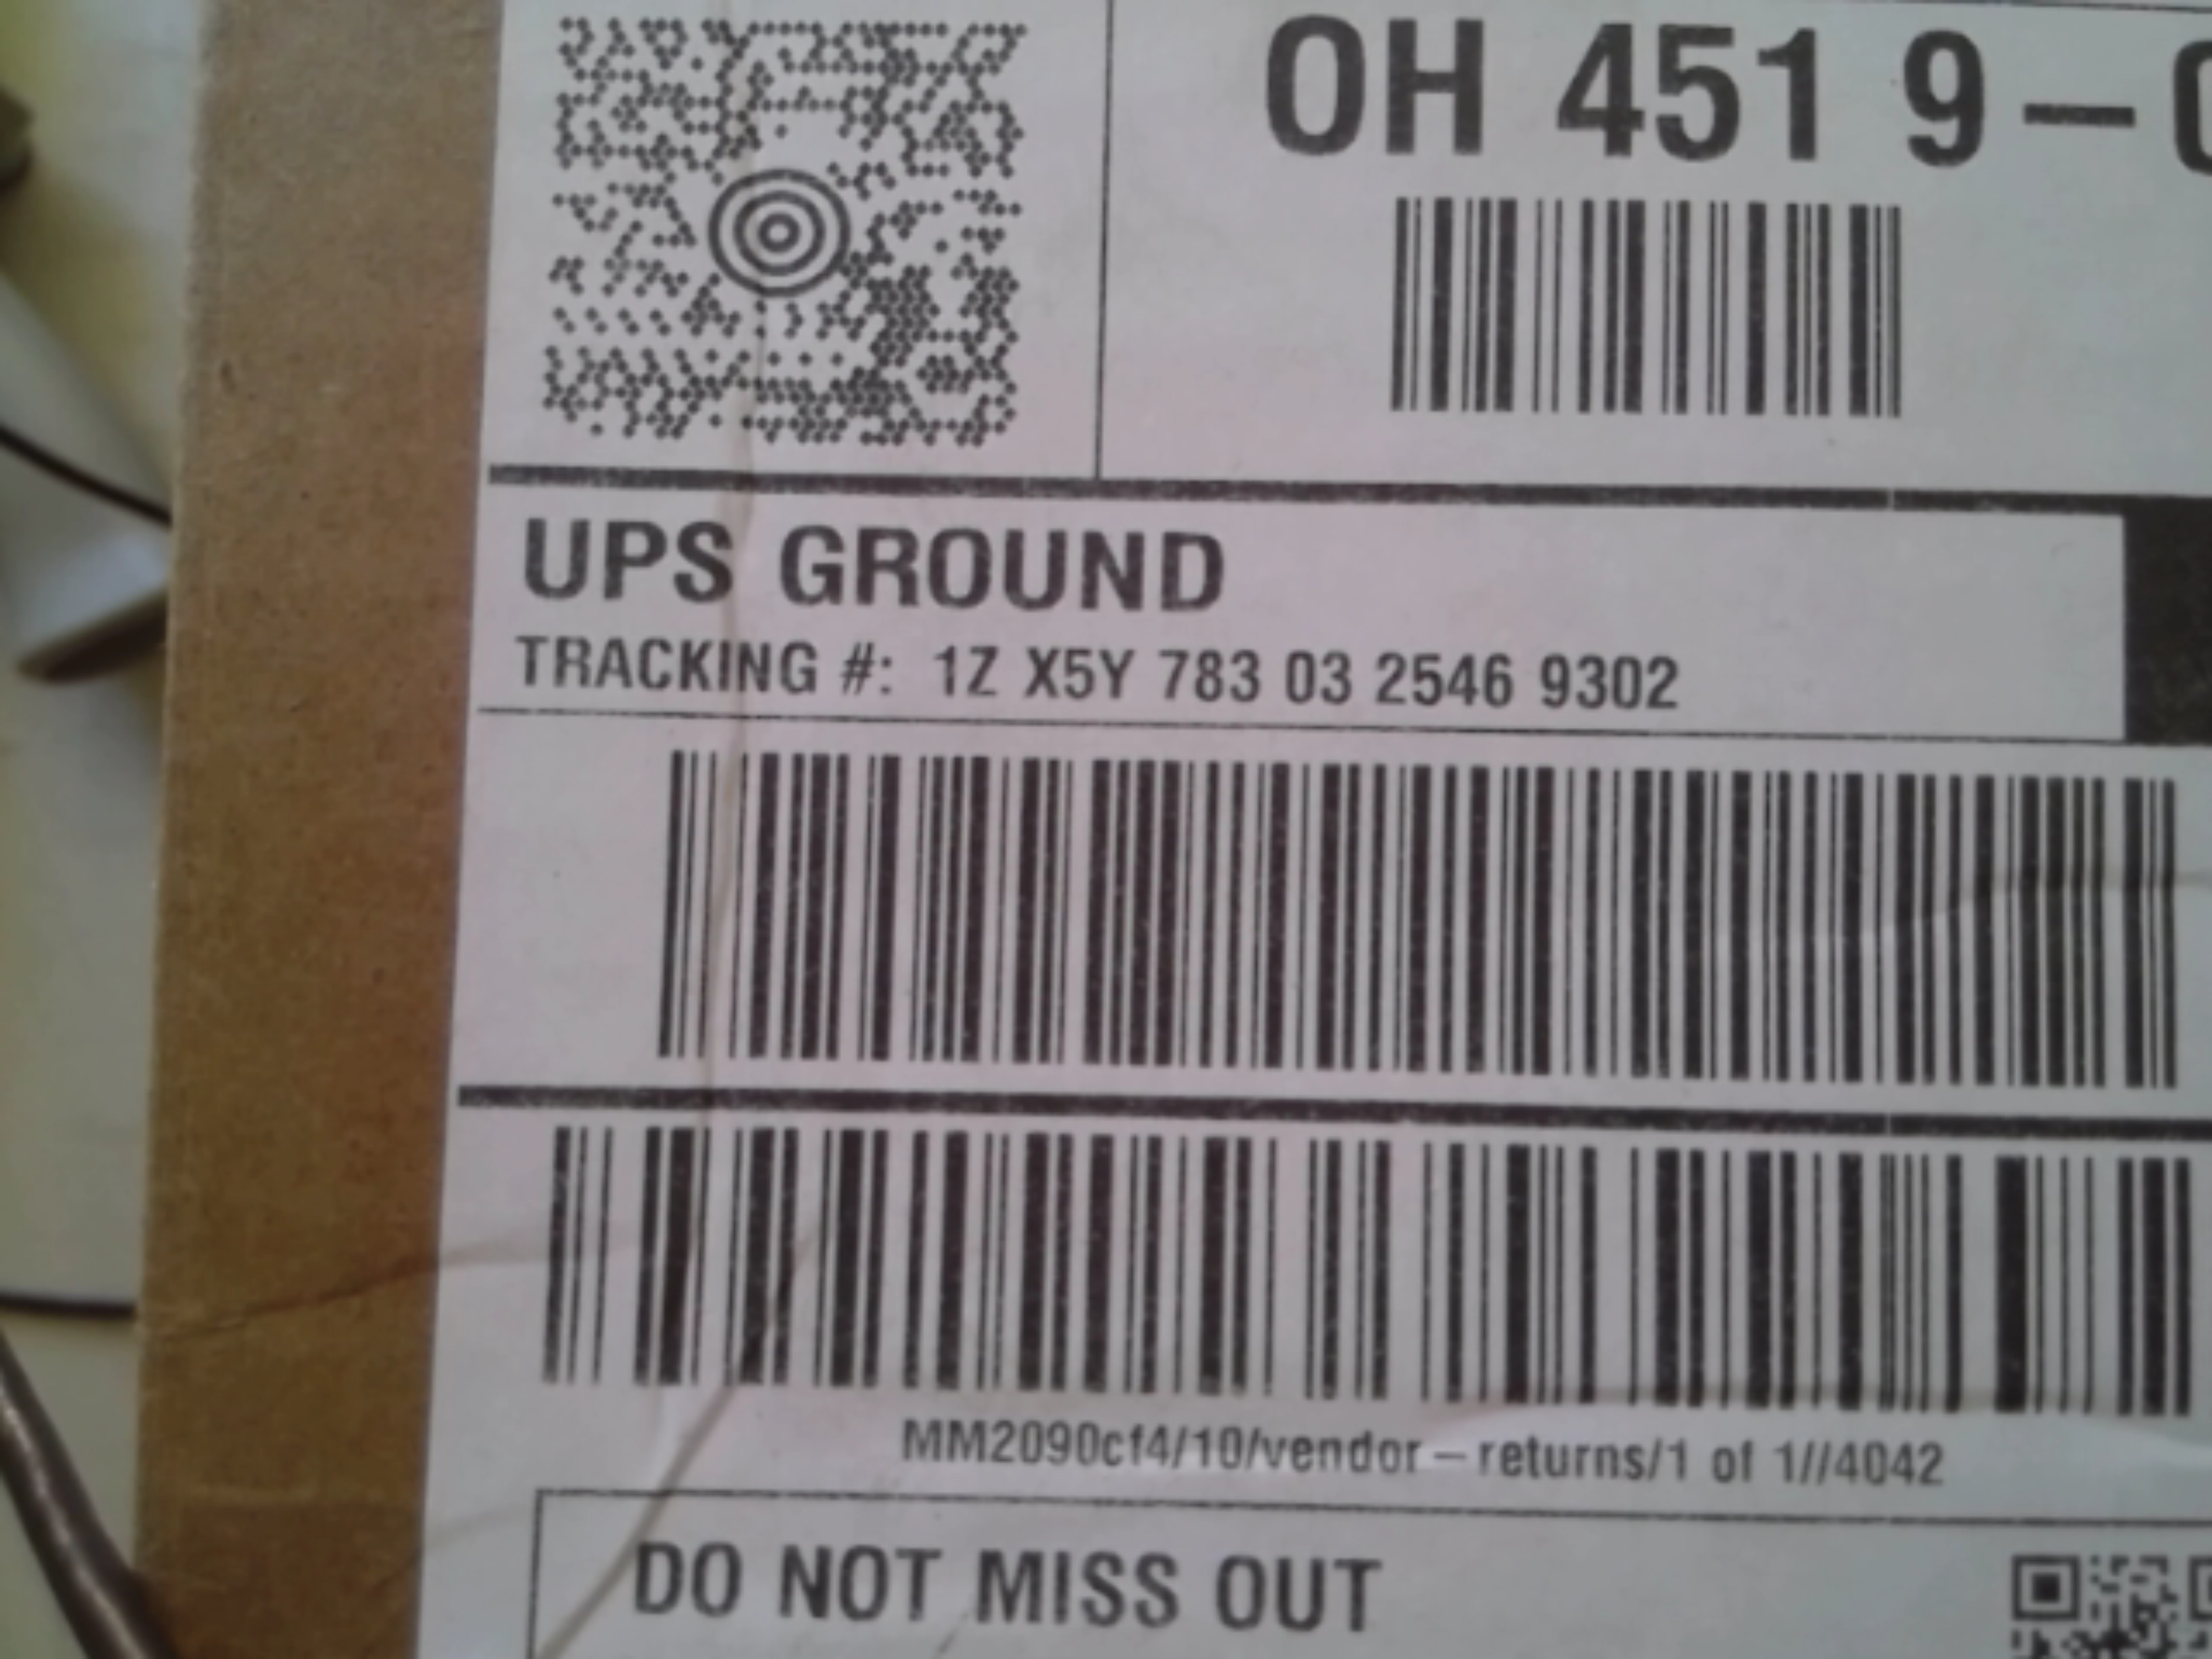 OH 451 9–0
UPS GROUND
TRACKING #: 1Z X5Y 783 03 2546 9302
MM2090cf4/10/vendor – returns/1 of 1//4042
DO NOT MISS OUT